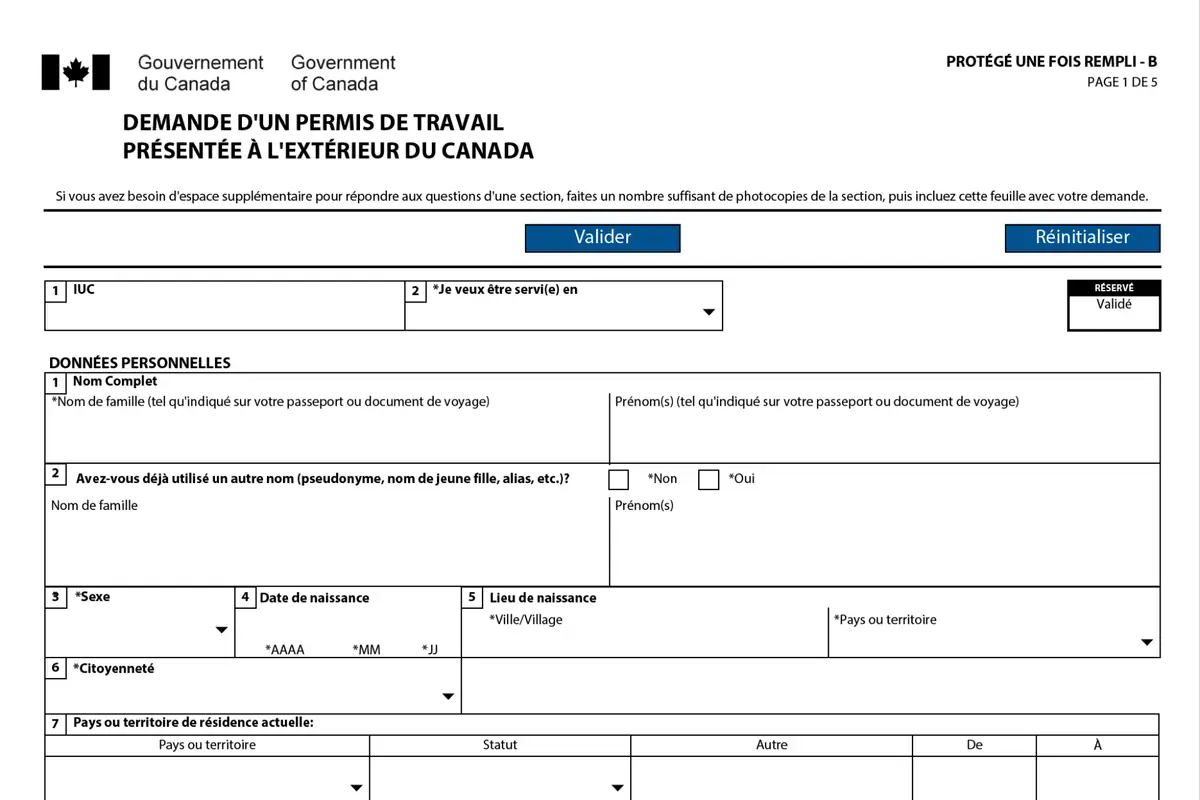 Gouvernement du Canada
Government of Canada
PROTÉGÉ UNE FOIS REMPLI - B
PAGE 1 DE 5
DEMANDE D'UN PERMIS DE TRAVAIL
PRÉSENTÉE À L'EXTÉRIEUR DU CANADA
Si vous avez besoin d'espace supplémentaire pour répondre aux questions d'une section, faites un nombre suffisant de photocopies de la section, puis incluez cette feuille avec votre demande.
Valider
Réinitialiser
1 IUC
2 *Je veux être servi(e) en
RÉSERVÉ
Validé
DONNÉES PERSONNELLES
1 Nom Complet
*Nom de famille (tel qu'indiqué sur votre passeport ou document de voyage)
Prénom(s) (tel qu'indiqué sur votre passeport ou document de voyage)
2 Avez-vous déjà utilisé un autre nom (pseudonyme, nom de jeune fille, alias, etc.)?
*Non
*Oui
Nom de famille
Prénom(s)
3 *Sexe
4 Date de naissance
*AAAA *MM *JJ
5 Lieu de naissance
*Ville/Village
*Pays ou territoire
6 *Citoyenneté
7 Pays ou territoire de résidence actuelle:
Pays ou territoire
Statut
Autre
De
À